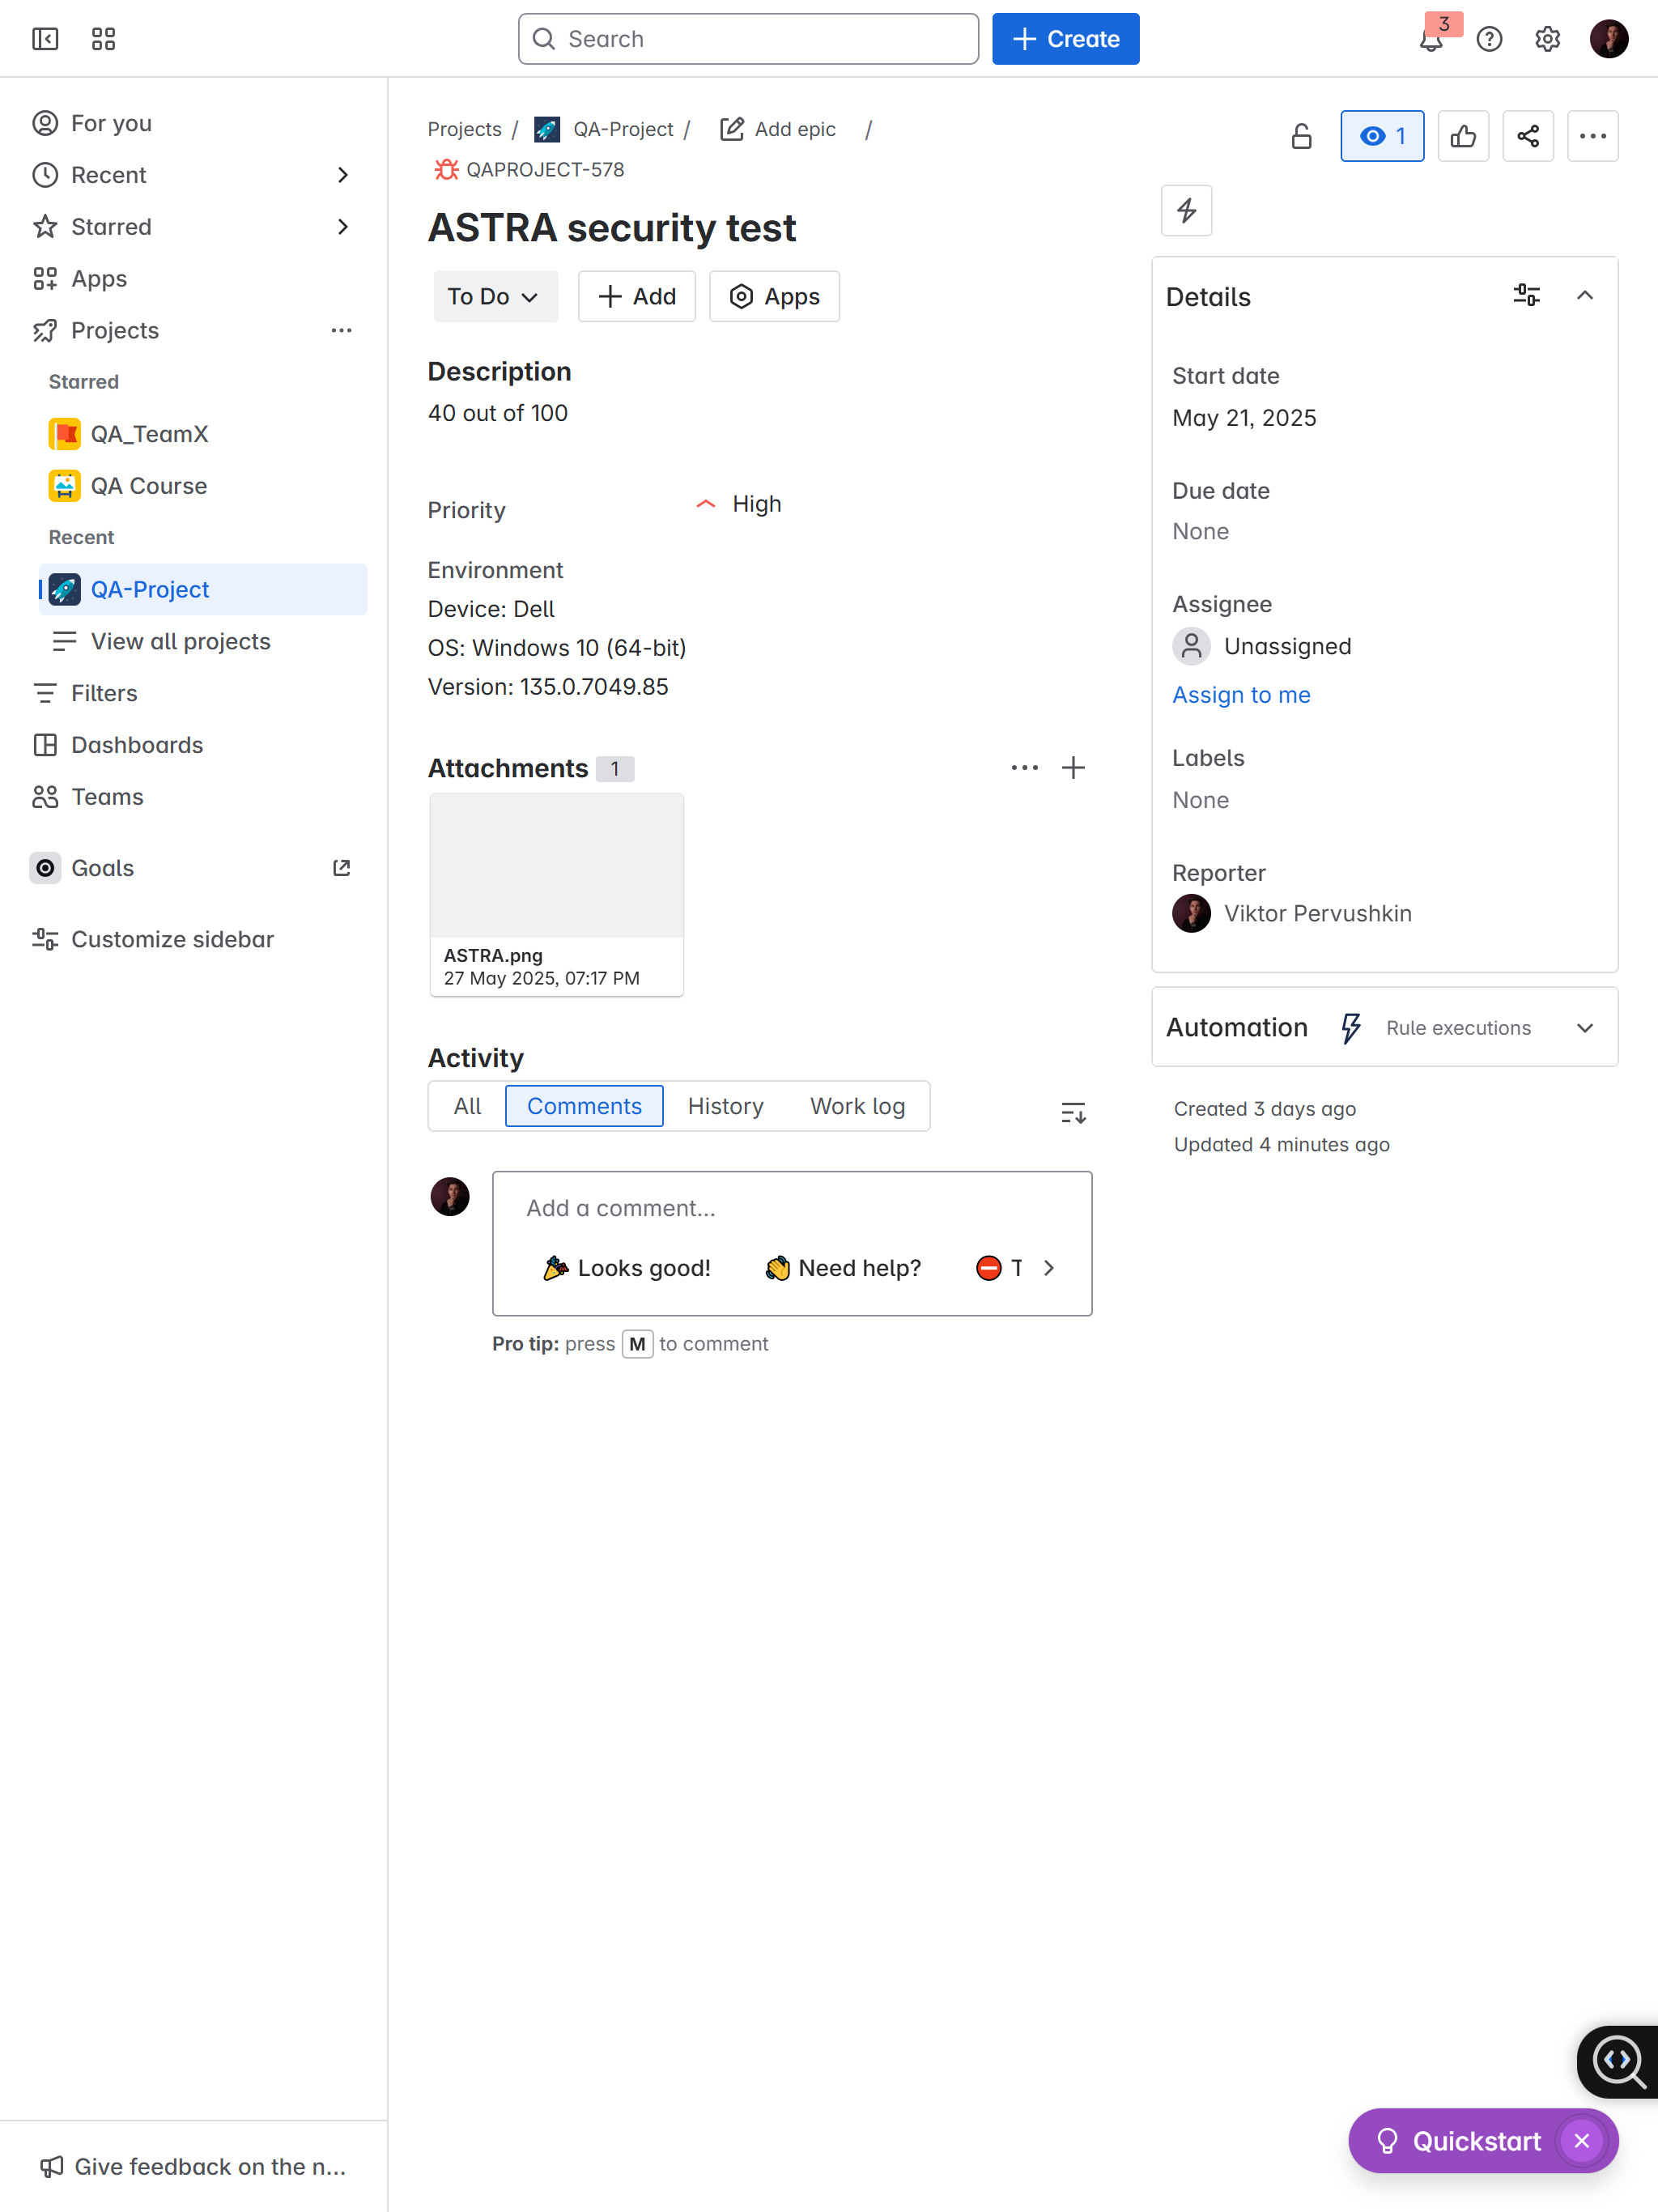 Search
Create
3
For you
Recent
Starred
Apps
Projects
Starred
QA_TeamX
QA Course
Recent
QA-Project
View all projects
Filters
Dashboards
Teams
Goals
Customize sidebar
Give feedback on the n...
Projects / QA-Project / Add epic /
QAPROJECT-578
1
ASTRA security test
To Do
Add
Apps
Description
40 out of 100
Priority
High
Environment
Device: Dell
OS: Windows 10 (64-bit)
Version: 135.0.7049.85
Attachments 1
ASTRA.png
27 May 2025, 07:17 PM
Activity
All
Comments
History
Work log
Add a comment...
Looks good!
Need help?
T
Pro tip: press M to comment
Details
Start date
May 21, 2025
Due date
None
Assignee
Unassigned
Assign to me
Labels
None
Reporter
Viktor Pervushkin
Automation
Rule executions
Created 3 days ago
Updated 4 minutes ago
Quickstart